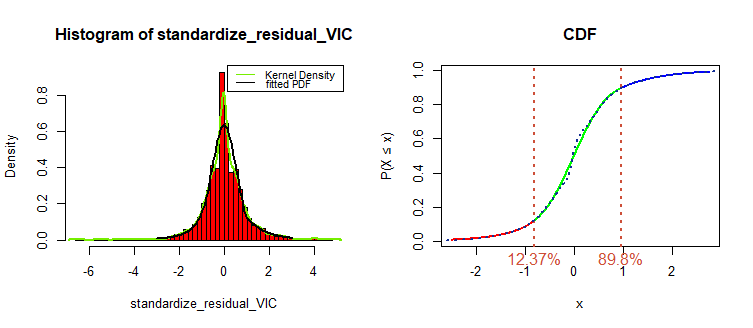 Histogram of standardize_residual_VIC
Kernel Density
fitted PDF
Density
0.0 0.2 0.4 0.6 0.8
-6 -4 -2 0 2 4
standardize_residual_VIC
CDF
P(X ≤ x)
0.0 0.2 0.4 0.6 0.8 1.0
-2 -1 0 1 2
12.37% 89.8%
x